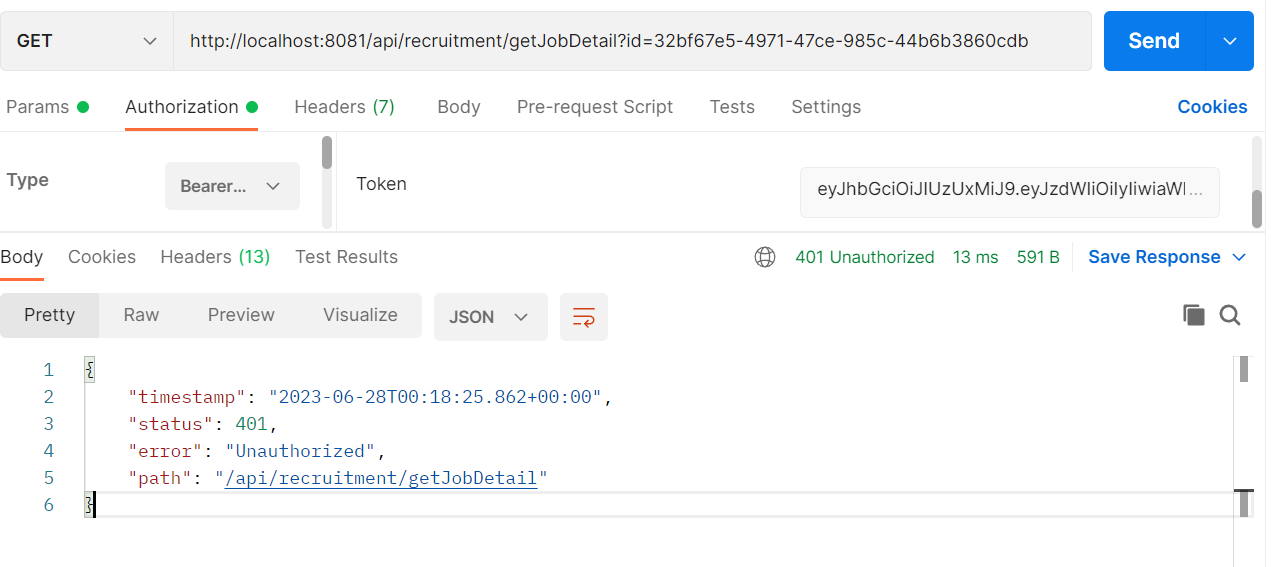 GET http://localhost:8081/api/recruitment/getJobDetail?id=32bf67e5-4971-47ce-985c-44b6b3860cdb Send
Params Authorization Headers (7) Body Pre-request Script Tests Settings Cookies
Type Bearer... Token eyJhbGciOiJIUzUxMiJ9.eyJzdWIiOiIyIiwiaWI...
Body Cookies Headers (13) Test Results 401 Unauthorized 13 ms 591 B Save Response
Pretty Raw Preview Visualize JSON
1 {
2 "timestamp": "2023-06-28T00:18:25.862+00:00",
3 "status": 401,
4 "error": "Unauthorized",
5 "path": "/api/recruitment/getJobDetail"
6 }